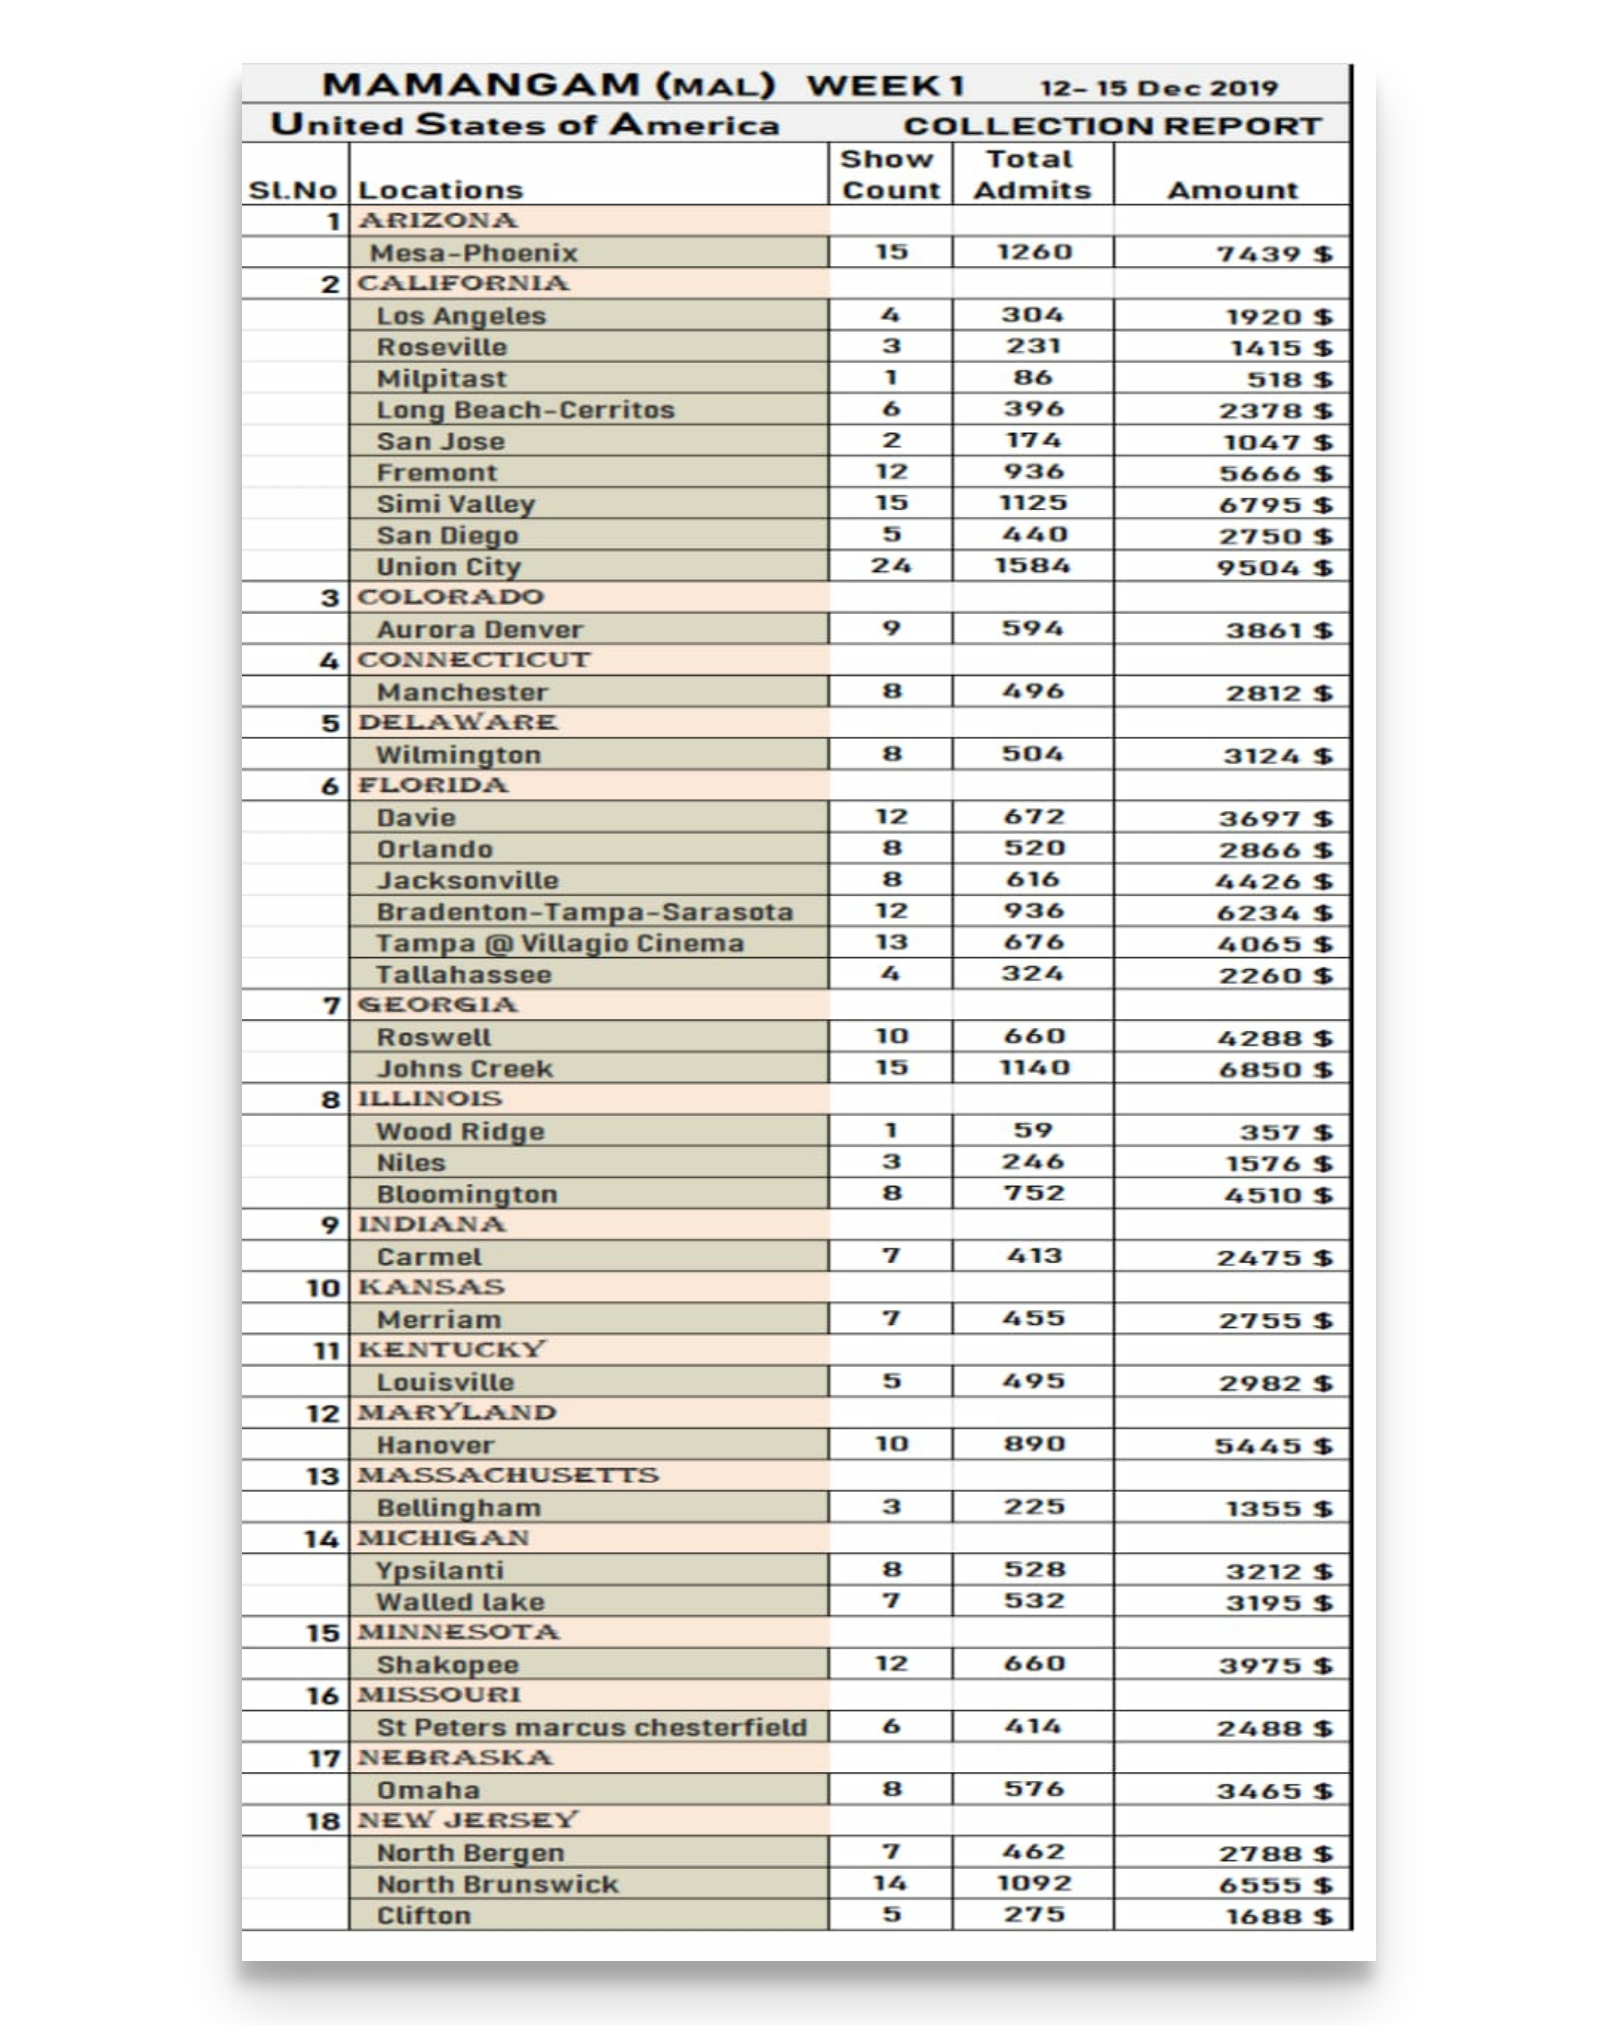 MAMANGAM (MAL) WEEK 1 12- 15 Dec 2019
United States of America COLLECTION REPORT
Sl.No Locations Show Count Total Admits Amount
1 ARIZONA
Mesa-Phoenix 15 1260 7439 $
2 CALIFORNIA
Los Angeles 4 304 1920 $
Roseville 3 231 1415 $
Milpitast 1 86 518 $
Long Beach-Cerritos 6 396 2378 $
San Jose 2 174 1047 $
Fremont 12 936 5666 $
Simi Valley 15 1125 6795 $
San Diego 5 440 2750 $
Union City 24 1584 9504 $
3 COLORADO
Aurora Denver 9 594 3861 $
4 CONNECTICUT
Manchester 8 496 2812 $
5 DELAWARE
Wilmington 8 504 3124 $
6 FLORIDA
Davie 12 672 3697 $
Orlando 8 520 2866 $
Jacksonville 8 616 4426 $
Bradenton-Tampa-Sarasota 12 936 6234 $
Tampa @ Villagio Cinema 13 676 4065 $
Tallahassee 4 324 2260 $
7 GEORGIA
Roswell 10 660 4288 $
Johns Creek 15 1140 6850 $
8 ILLINOIS
Wood Ridge 1 59 357 $
Niles 3 246 1576 $
Bloomington 8 752 4510 $
9 INDIANA
Carmel 7 413 2475 $
10 KANSAS
Merriam 7 455 2755 $
11 KENTUCKY
Louisville 5 495 2982 $
12 MARYLAND
Hanover 10 890 5445 $
13 MASSACHUSETTS
Bellingham 3 225 1355 $
14 MICHIGAN
Ypsilanti 8 528 3212 $
Walled lake 7 532 3195 $
15 MINNESOTA
Shakopee 12 660 3975 $
16 MISSOURI
St Peters marcus chesterfield 6 414 2488 $
17 NEBRASKA
Omaha 8 576 3465 $
18 NEW JERSEY
North Bergen 7 462 2788 $
North Brunswick 14 1092 6555 $
Clifton 5 275 1688 $